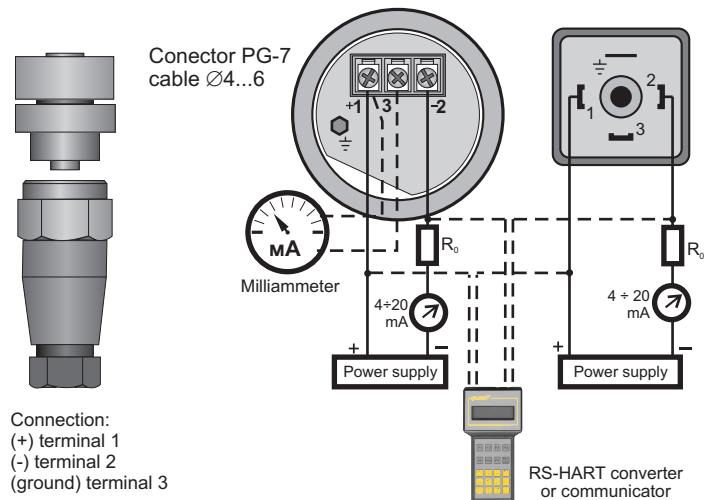 Conector PG-7
cable ∅4...6
+1 3 -2
1
2
3
мА
Milliammeter
R₀
4÷20
mA
+ −
Power supply
R₀
4 ÷ 20
mA
+ −
Power supply
Connection:
(+) terminal 1
(-) terminal 2
(ground) terminal 3
RS-HART converter
or communicator